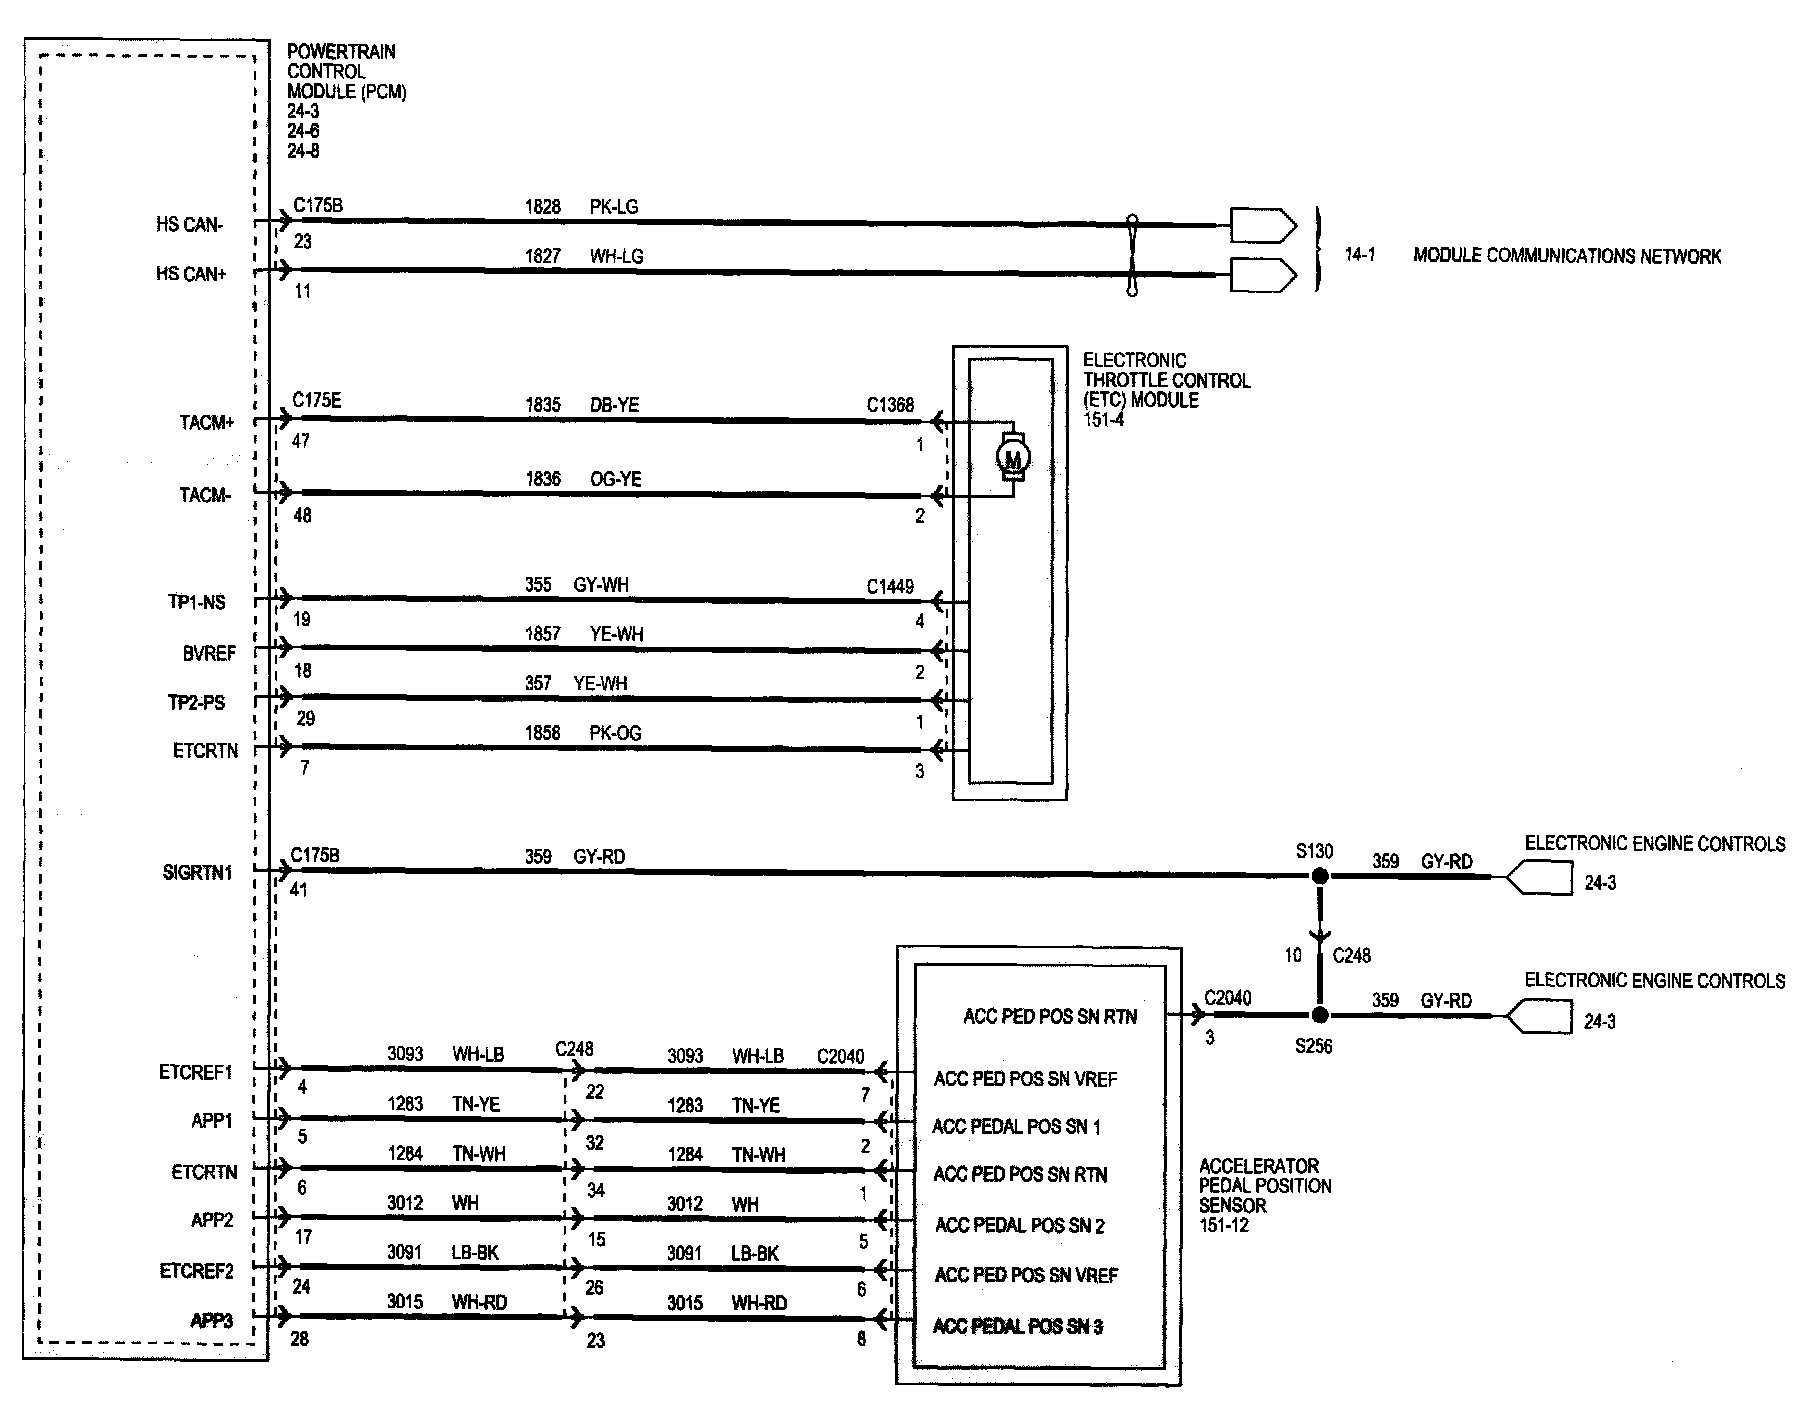 POWERTRAIN
CONTROL
MODULE (PCM)
24-3
24-6
24-8
HS CAN-
C175B
23
1828 PK-LG
HS CAN+
11
1827 WH-LG
14-1 MODULE COMMUNICATIONS NETWORK
ELECTRONIC
THROTTLE CONTROL
(ETC) MODULE
151-4
TACM+
C175E
47
1835 DB-YE
C1368
1
M
TACM-
48
1836 OG-YE
2
TP1-NS
19
355 GY-WH
C1449
4
BVREF
18
1857 YE-WH
2
TP2-PS
29
357 YE-WH
1
ETCRTN
7
1858 PK-OG
3
SIGRTN1
C175B
41
359 GY-RD
S130
359 GY-RD
ELECTRONIC ENGINE CONTROLS
24-3
10 C248
ACC PED POS SN RTN
C2040
3
S256
359 GY-RD
ELECTRONIC ENGINE CONTROLS
24-3
ETCREF1
4
3093 WH-LB
C248
22
3093 WH-LB
C2040
7
ACC PED POS SN VREF
APP1
5
1283 TN-YE
32
1283 TN-YE
2
ACC PEDAL POS SN 1
ETCRTN
6
1284 TN-WH
34
1284 TN-WH
1
ACC PED POS SN RTN
APP2
17
3012 WH
15
3012 WH
5
ACC PEDAL POS SN 2
ETCREF2
24
3091 LB-BK
26
3091 LB-BK
6
ACC PED POS SN VREF
APP3
28
3015 WH-RD
23
3015 WH-RD
8
ACC PEDAL POS SN 3
ACCELERATOR
PEDAL POSITION
SENSOR
151-12